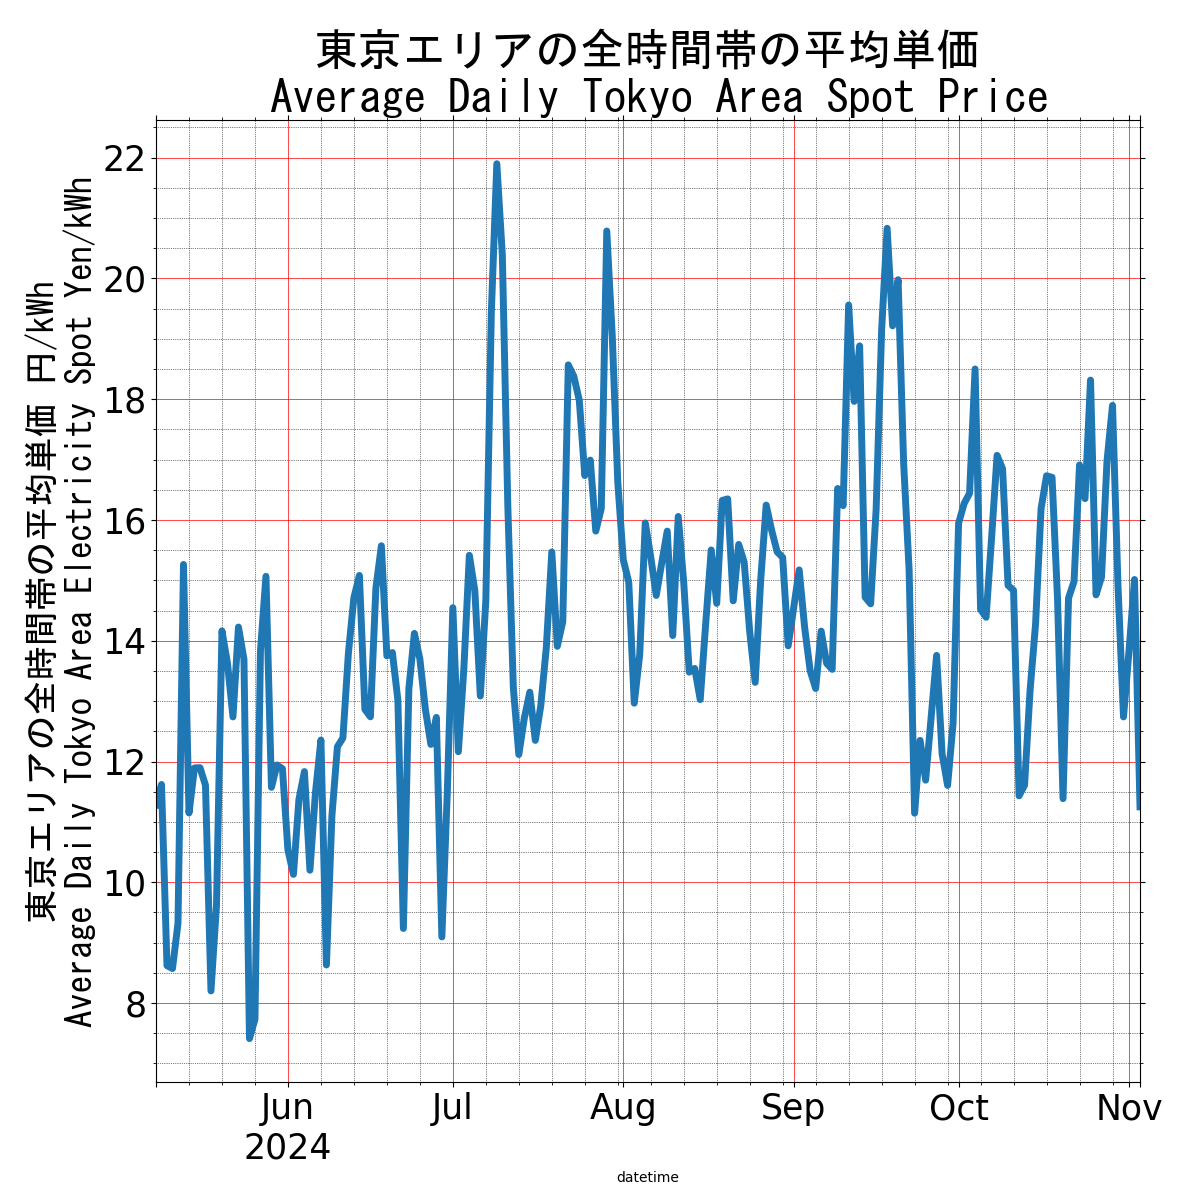 東京エリアの全時間帯の平均単価
Average Daily Tokyo Area Spot Price
東京エリアの全時間帯の平均単価 円/kWh
Average Daily Tokyo Area Electricity Spot Yen/kWh
22
20
18
16
14
12
10
8
Jun
2024
Jul
Aug
Sep
Oct
Nov
datetime